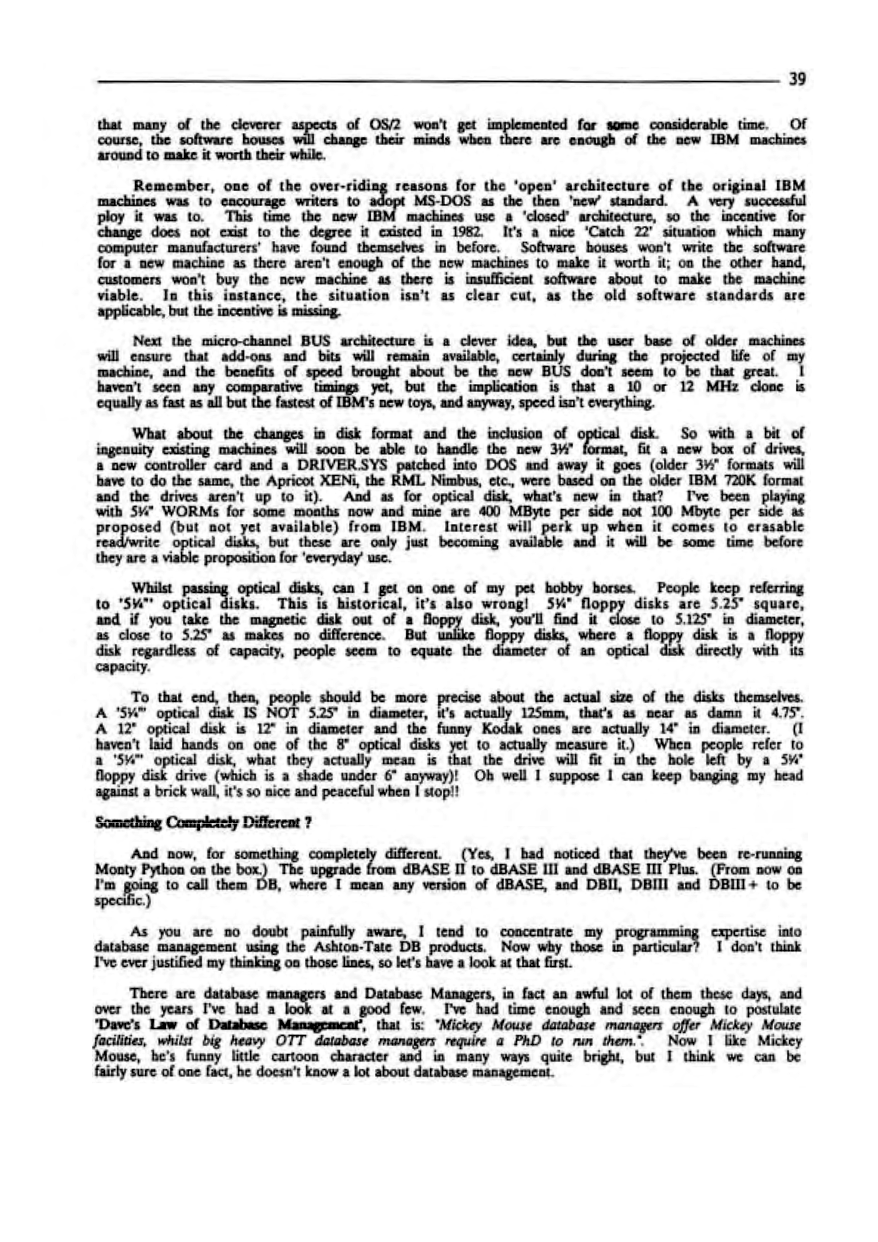 39
that many of the cleverer aspects of OS/2 won't get implemented for some considerable time. Of
course, the software houses will change their minds when there are enough of the new IBM machines
around to make it worth their while.
Remember, one of the over-riding reasons for the 'open' architecture of the original IBM
machines was to encourage writers to adopt MS-DOS as the then 'new' standard. A very successful
ploy it was to. This time the new IBM machines use a 'closed' architecture, so the incentive for
change does not exist to the degree it existed in 1982. It's a nice 'Catch 22' situation which many
computer manufacturers' have found themselves in before. Software houses won't write the software
for a new machine as there aren't enough of the new machines to make it worth it; on the other hand,
customers won't buy the new machine as there is insufficient software about to make the machine
viable. In this instance, the situation isn't as clear cut, as the old software standards are
applicable, but the incentive is missing.
Next the micro-channel BUS architecture is a clever idea, but the user base of older machines
will ensure that add-ons and bits will remain available, certainly during the projected life of my
machine, and the benefits of speed brought about be the new BUS don't seem to be that great. I
haven't seen any comparative timings yet, but the implication is that a 10 or 12 MHz clone is
equally as fast as all but the fastest of IBM's new toys, and anyway, speed isn't everything.
What about the changes in disk format and the inclusion of optical disk. So with a bit of
ingenuity existing machines will soon be able to handle the new 3½" format, fit a new box of drives,
a new controller card and a DRIVER.SYS patched into DOS and away it goes (older 3½" formats will
have to do the same, the Apricot XENi, the RML Nimbus, etc., were based on the older IBM 720K format
and the drives aren't up to it). And as for optical disk, what's new in that? I've been playing
with 5¼" WORMs for some months now and mine are 400 MByte per side not 100 Mbyte per side as
proposed (but not yet available) from IBM. Interest will perk up when it comes to erasable
read/write optical disks, but these are only just becoming available and it will be some time before
they are a viable proposition for 'everyday' use.
Whilst passing optical disks, can I get on one of my pet hobby horses. People keep referring
to '5¼"' optical disks. This is historical, it's also wrong! 5¼" floppy disks are 5.25" square,
and if you take the magnetic disk out of a floppy disk, you'll find it close to 5.125" in diameter,
as close to 5.25" as makes no difference. But unlike floppy disks, where a floppy disk is a floppy
disk regardless of capacity, people seem to equate the diameter of an optical disk directly with its
capacity.
To that end, then, people should be more precise about the actual size of the disks themselves.
A '5¼"' optical disk IS NOT 5.25" in diameter, it's actually 125mm, that's as near as damn it 4.75".
A 12" optical disk is 12" in diameter and the funny Kodak ones are actually 14" in diameter. (I
haven't laid hands on one of the 8" optical disks yet to actually measure it.) When people refer to
a '5¼"' optical disk, what they actually mean is that the drive will fit in the hole left by a 5¼"
floppy disk drive (which is a shade under 6" anyway)! Oh well I suppose I can keep banging my head
against a brick wall, it's so nice and peaceful when I stop!!
Something Completely Different ?
And now, for something completely different. (Yes, I had noticed that they've been re-running
Monty Python on the box.) The upgrade from dBASE II to dBASE III and dBASE III Plus. (From now on
I'm going to call them DB, where I mean any version of dBASE, and DBII, DBIII and DBIII+ to be
specific.)
As you are no doubt painfully aware, I tend to concentrate my programming expertise into
database management using the Ashton-Tate DB products. Now why those in particular? I don't think
I've ever justified my thinking on those lines, so let's have a look at that first.
There are database managers and Database Managers, in fact an awful lot of them these days, and
over the years I've had a look at a good few. I've had time enough and seen enough to postulate
'Dave's Law of Database Management', that is: "Mickey Mouse database managers offer Mickey Mouse
facilities, whilst big heavy OTT database managers require a PhD to run them.". Now I like Mickey
Mouse, he's funny little cartoon character and in many ways quite bright, but I think we can be
fairly sure of one fact, he doesn't know a lot about database management.